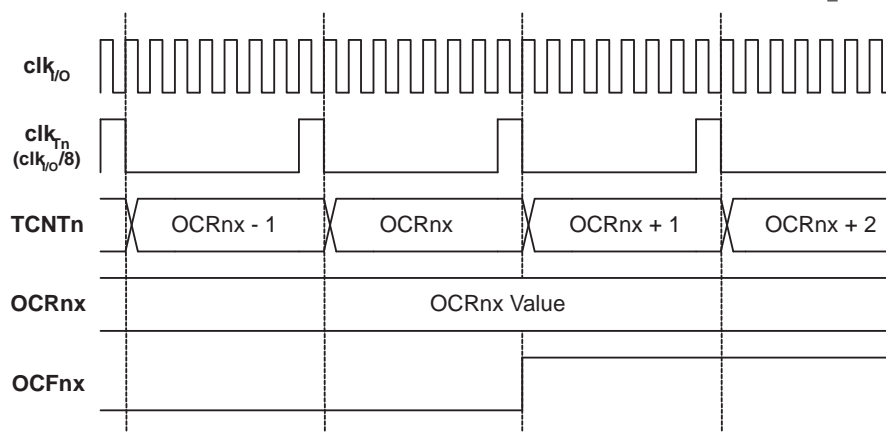 clkI/O
clkTn
(clkI/O/8)
TCNTn OCRnx - 1 OCRnx OCRnx + 1 OCRnx + 2
OCRnx OCRnx Value
OCFnx